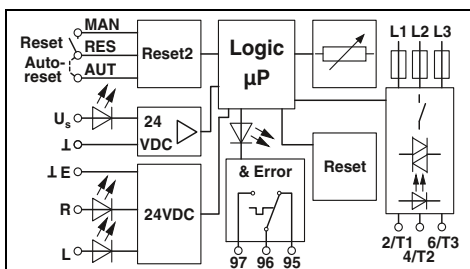 MAN
Reset RES
Auto-
reset
AUT
Reset2
Logic
µP
L1 L2 L3
Us
24
VDC
⊥
⊥ E
R
L
24VDC
& Error
Reset
97 96 95
2/T1 6/T3
4/T2